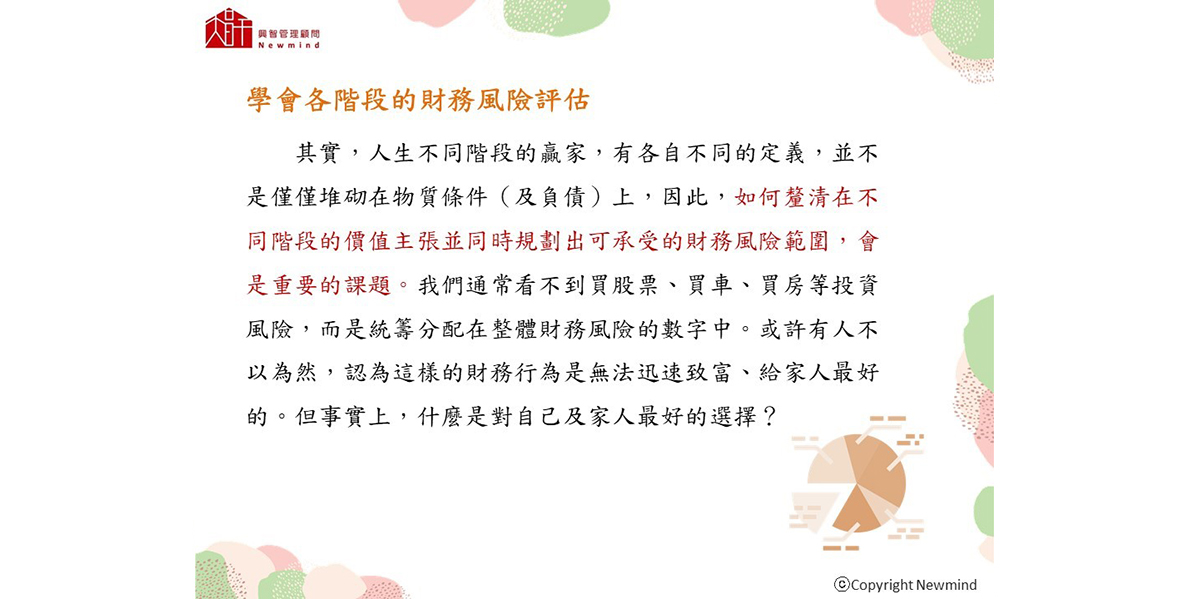 興智管理顧問
Newmind
學會各階段的財務風險評估
其實，人生不同階段的贏家，有各自不同的定義，並不
是僅僅堆砌在物質條件（及負債）上，因此，如何釐清在不
同階段的價值主張並同時規劃出可承受的財務風險範圍，會
是重要的課題。我們通常看不到買股票、買車、買房等投資
風險，而是統籌分配在整體財務風險的數字中。或許有人不
以為然，認為這樣的財務行為是無法迅速致富、給家人最好
的。但事實上，什麼是對自己及家人最好的選擇？
ⓒCopyright Newmind